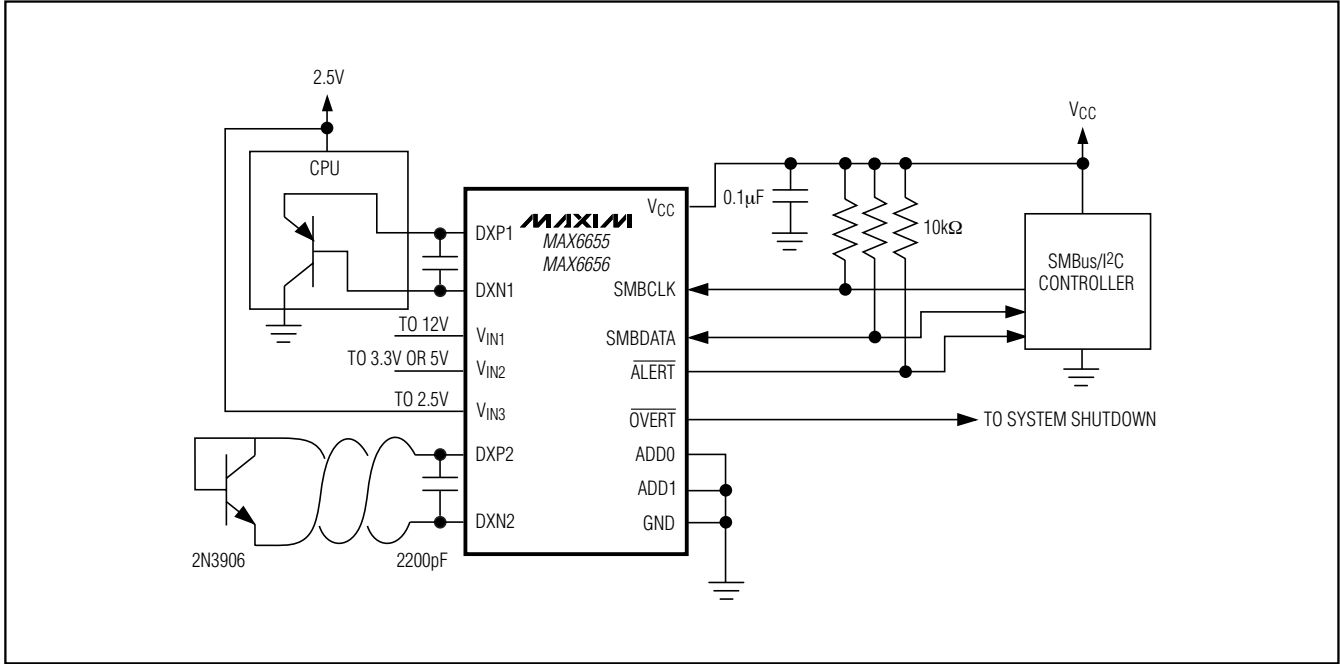 2.5V
CPU
VCC
0.1µF
10kΩ
MAXIM
MAX6655
MAX6656
VCC
DXP1
DXN1
SMBCLK
SMBus/I²C
CONTROLLER
TO 12V
VIN1
SMBDATA
TO 3.3V OR 5V
VIN2
ALERT
TO 2.5V
VIN3
OVERT
TO SYSTEM SHUTDOWN
DXP2
ADD0
ADD1
DXN2
GND
2N3906
2200pF